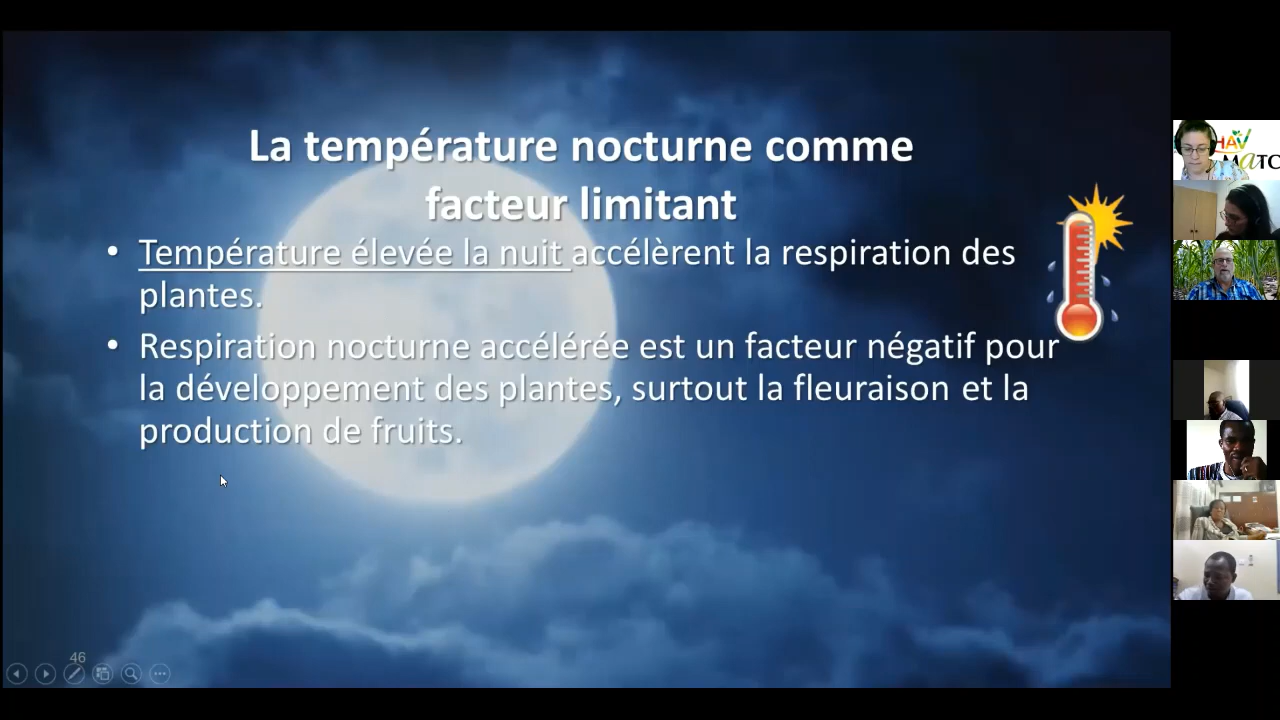 La température nocturne comme
facteur limitant
• Température élevée la nuit accélèrent la respiration des
plantes.
• Respiration nocturne accélérée est un facteur négatif pour
la développement des plantes, surtout la fleuraison et la
production de fruits.
46